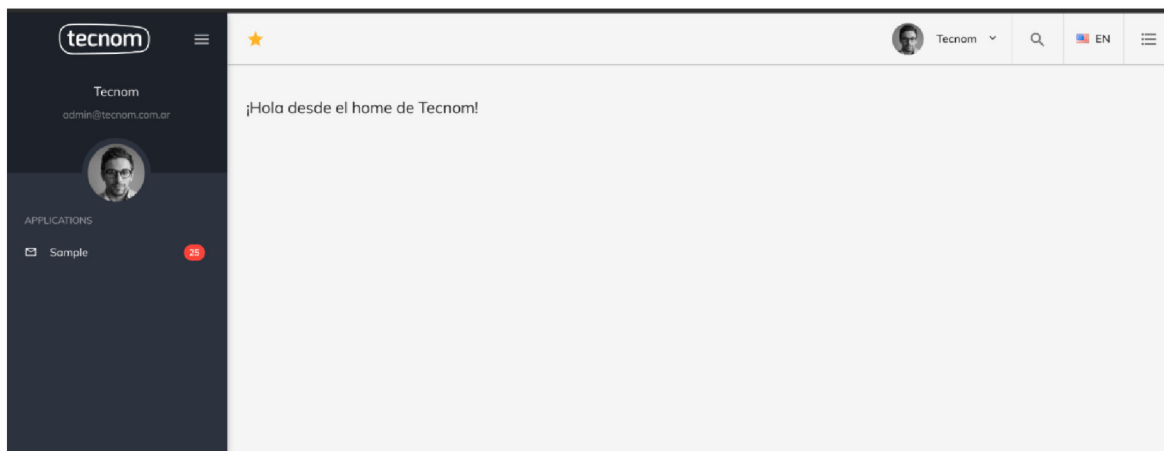 tecnom
Tecnom
EN
Tecnom
admin@tecnom.com.ar
¡Hola desde el home de Tecnom!
APPLICATIONS
Sample
25